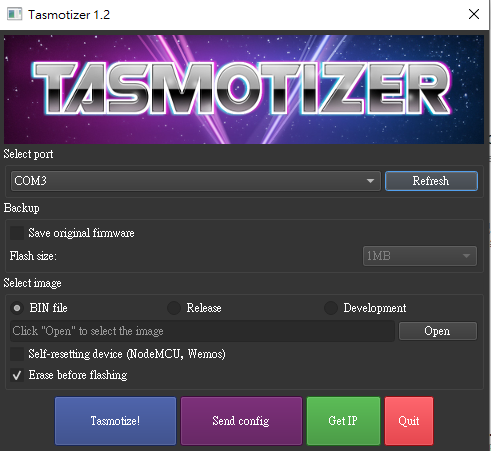 Tasmotizer 1.2
TASMOTIZER
Select port
COM3 Refresh
Backup
Save original firmware
Flash size: 1MB
Select image
BIN file Release Development
Click "Open" to select the image Open
Self-resetting device (NodeMCU, Wemos)
Erase before flashing
Tasmotize! Send config Get IP Quit